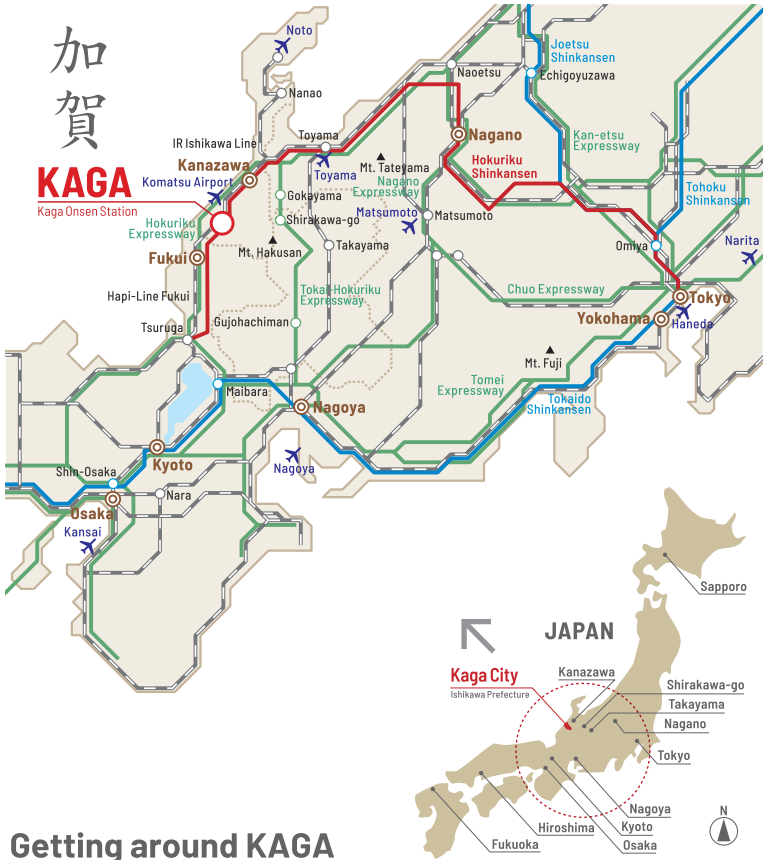 加
賀
KAGA
Kaga Onsen Station
Noto
Nanao
IR Ishikawa Line
Toyama
Kanazawa
Komatsu Airport
Toyama
Mt. Tateyama
Naoetsu
Nagano
Joetsu
Shinkansen
Echigoyuzawa
Kan-etsu
Expressway
Hokuriku
Shinkansen
Nagano
Expressway
Matsumoto
Matsumoto
Tohoku
Shinkansen
Omiya
Narita
Gokayama
Shirakawa-go
Hokuriku
Expressway
Mt. Hakusan
Takayama
Fukui
Hapi-Line Fukui
Tokai-Hokuriku
Expressway
Chuo Expressway
Tokyo
Yokohama
Haneda
Tsuruga
Gujohachiman
Mt. Fuji
Tomei
Expressway
Tokaido
Shinkansen
Maibara
Nagoya
Kyoto
Nagoya
Shin-Osaka
Nara
Osaka
Kansai
JAPAN
Sapporo
Kaga City
Ishikawa Prefecture
Kanazawa
Shirakawa-go
Takayama
Nagano
Tokyo
Nagoya
Kyoto
Osaka
Hiroshima
Fukuoka
N
Getting around KAGA